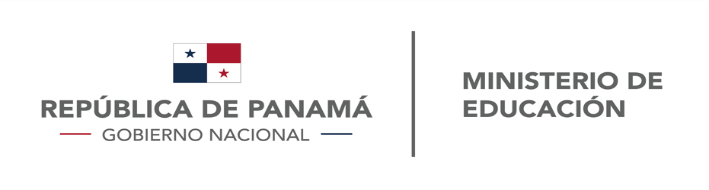 REPÚBLICA DE PANAMÁ
GOBIERNO NACIONAL
MINISTERIO DE
EDUCACIÓN